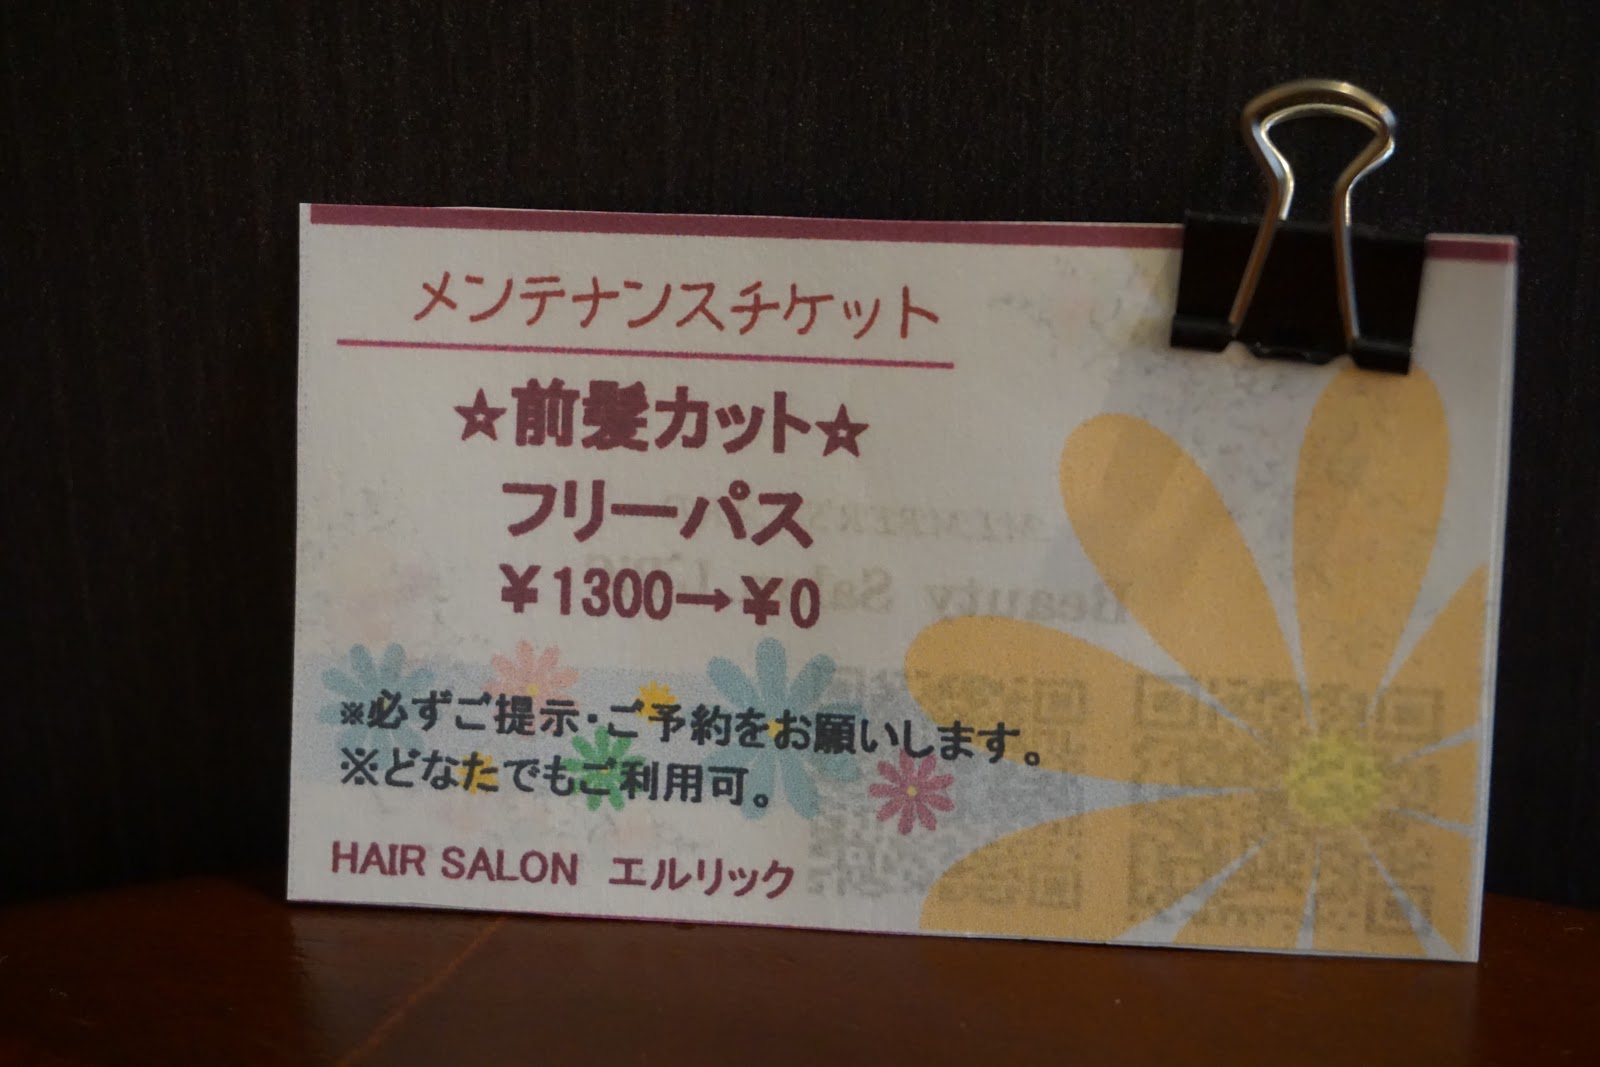 メンテナンスチケット
☆前髪カット☆
フリーパス
￥1300→￥0
※必ずご提示・ご予約をお願いします。
※どなたでもご利用可。
HAIR SALON エルリック